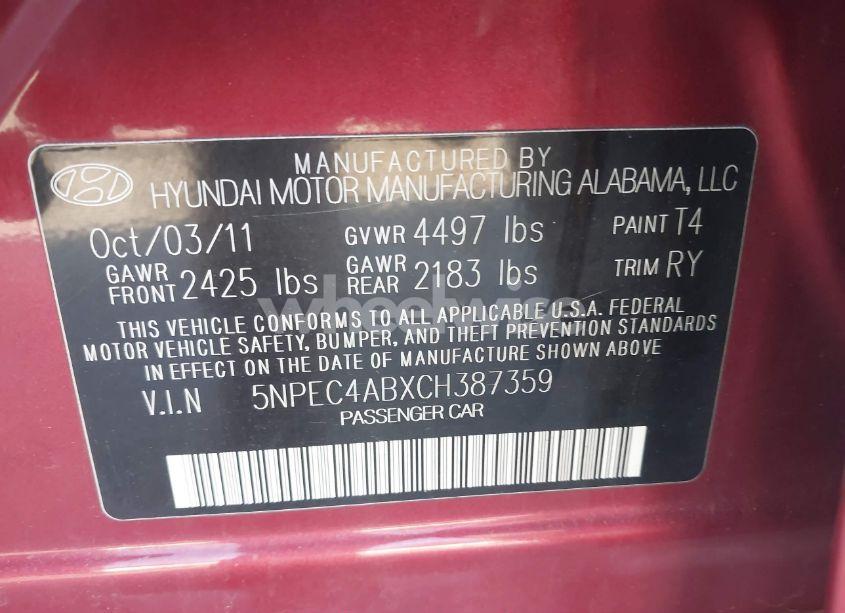 MANUFACTURED BY
HYUNDAI MOTOR MANUFACTURING ALABAMA, LLC
Oct/03/11 GVWR 4497 lbs PAINT T4
GAWR FRONT 2425 lbs GAWR REAR 2183 lbs TRIM RY
THIS VEHICLE CONFORMS TO ALL APPLICABLE U.S.A. FEDERAL
MOTOR VEHICLE SAFETY, BUMPER, AND THEFT PREVENTION STANDARDS
IN EFFECT ON THE DATE OF MANUFACTURE SHOWN ABOVE
V.I.N 5NPEC4ABXCH387359
PASSENGER CAR